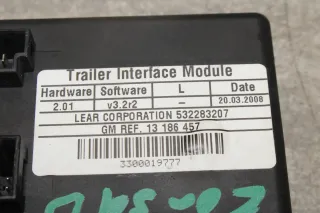 Trailer Interface Module
Hardware Software L Date
2.01 v3.2r2 – 20.03.2008
LEAR CORPORATION 532283207
GM REF. 13 186 457
3300019777